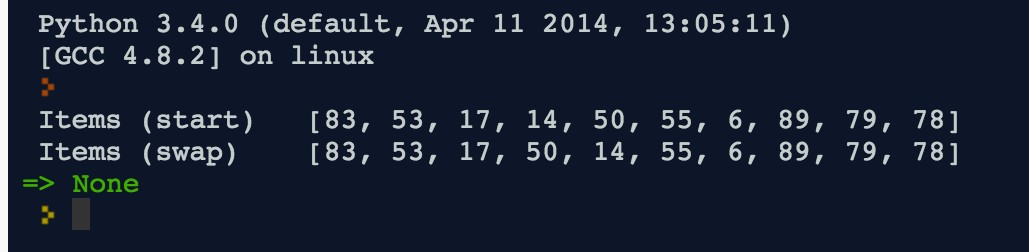 Python 3.4.0 (default, Apr 11 2014, 13:05:11)
[GCC 4.8.2] on linux
Items (start)   [83, 53, 17, 14, 50, 55, 6, 89, 79, 78]
Items (swap)    [83, 53, 17, 50, 14, 55, 6, 89, 79, 78]
=> None